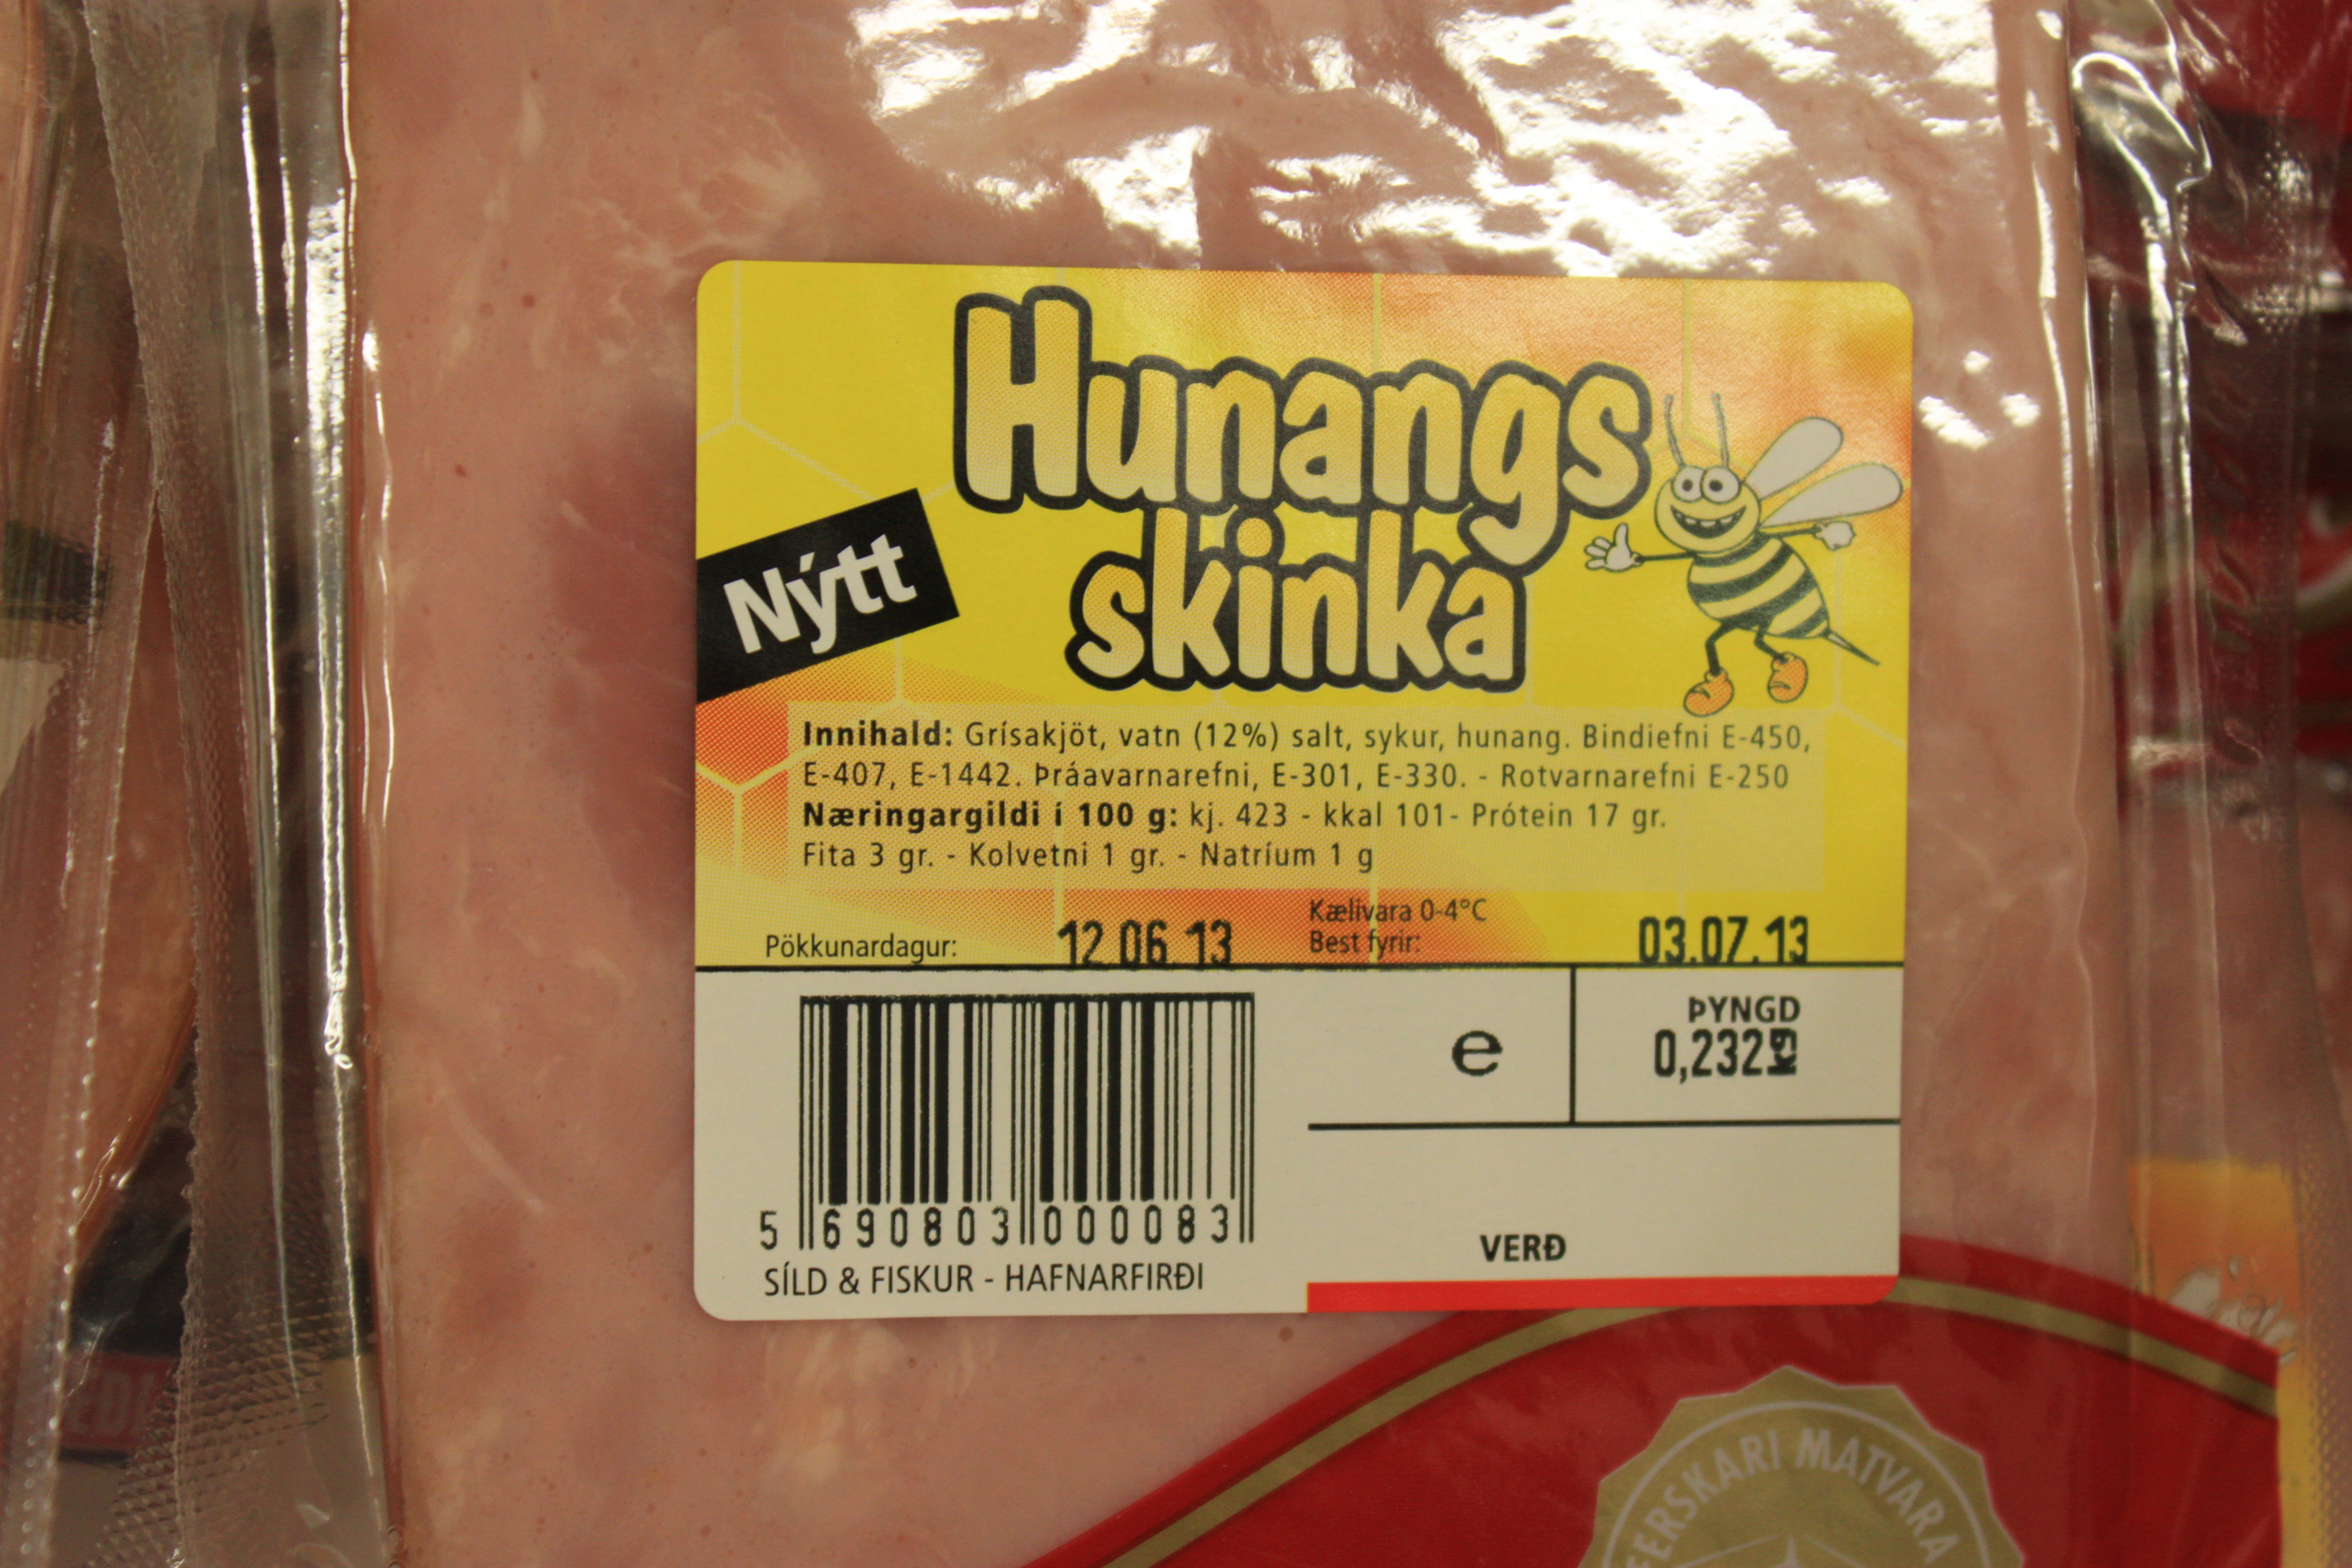 Hunangs
skinka
Nýtt
Innihald: Grísakjöt, vatn (12%) salt, sykur, hunang. Bindiefni E-450,
E-407, E-1442. Þráavarnarefni, E-301, E-330. - Rotvarnarefni E-250
Næringargildi í 100 g: kj. 423 - kkal 101- Prótein 17 gr.
Fita 3 gr. - Kolvetni 1 gr. - Natríum 1 g
Kælivara 0-4°C
Pökkunardagur: 12.06.13 Best fyrir: 03.07.13
e
ÞYNGD
0,232kg
5 690803 000083
VERÐ
SÍLD & FISKUR - HAFNARFIRÐI
FERSKARI MATVARA